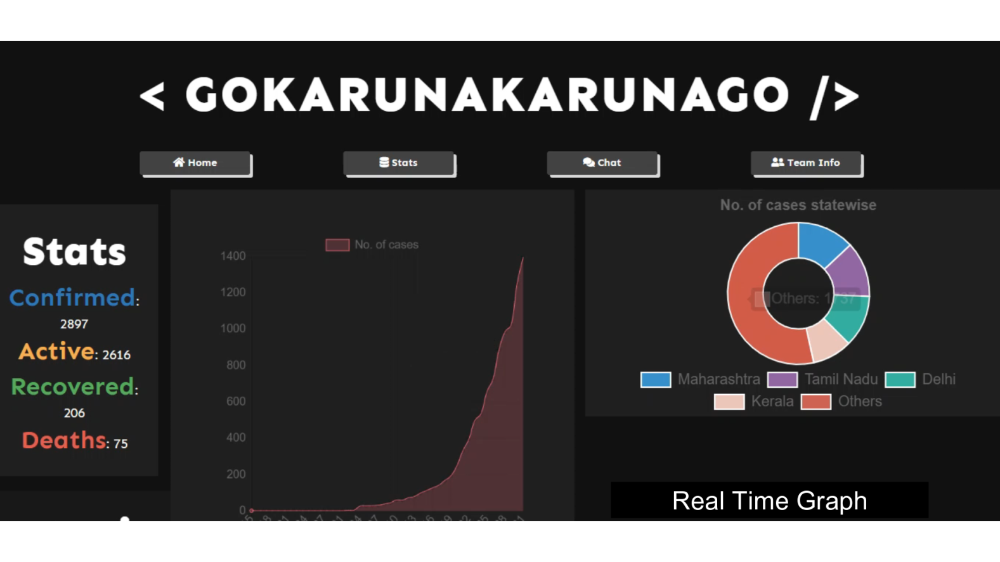 < GOKARUNAKARUNAGO />
Home
Stats
Chat
Team Info
Stats
Confirmed:
2897
Active: 2616
Recovered:
206
Deaths: 75
No. of cases
1400
1200
1000
800
600
400
200
0
No. of cases statewise
Others: 1737
Maharashtra Tamil Nadu Delhi
Kerala Others
Real Time Graph